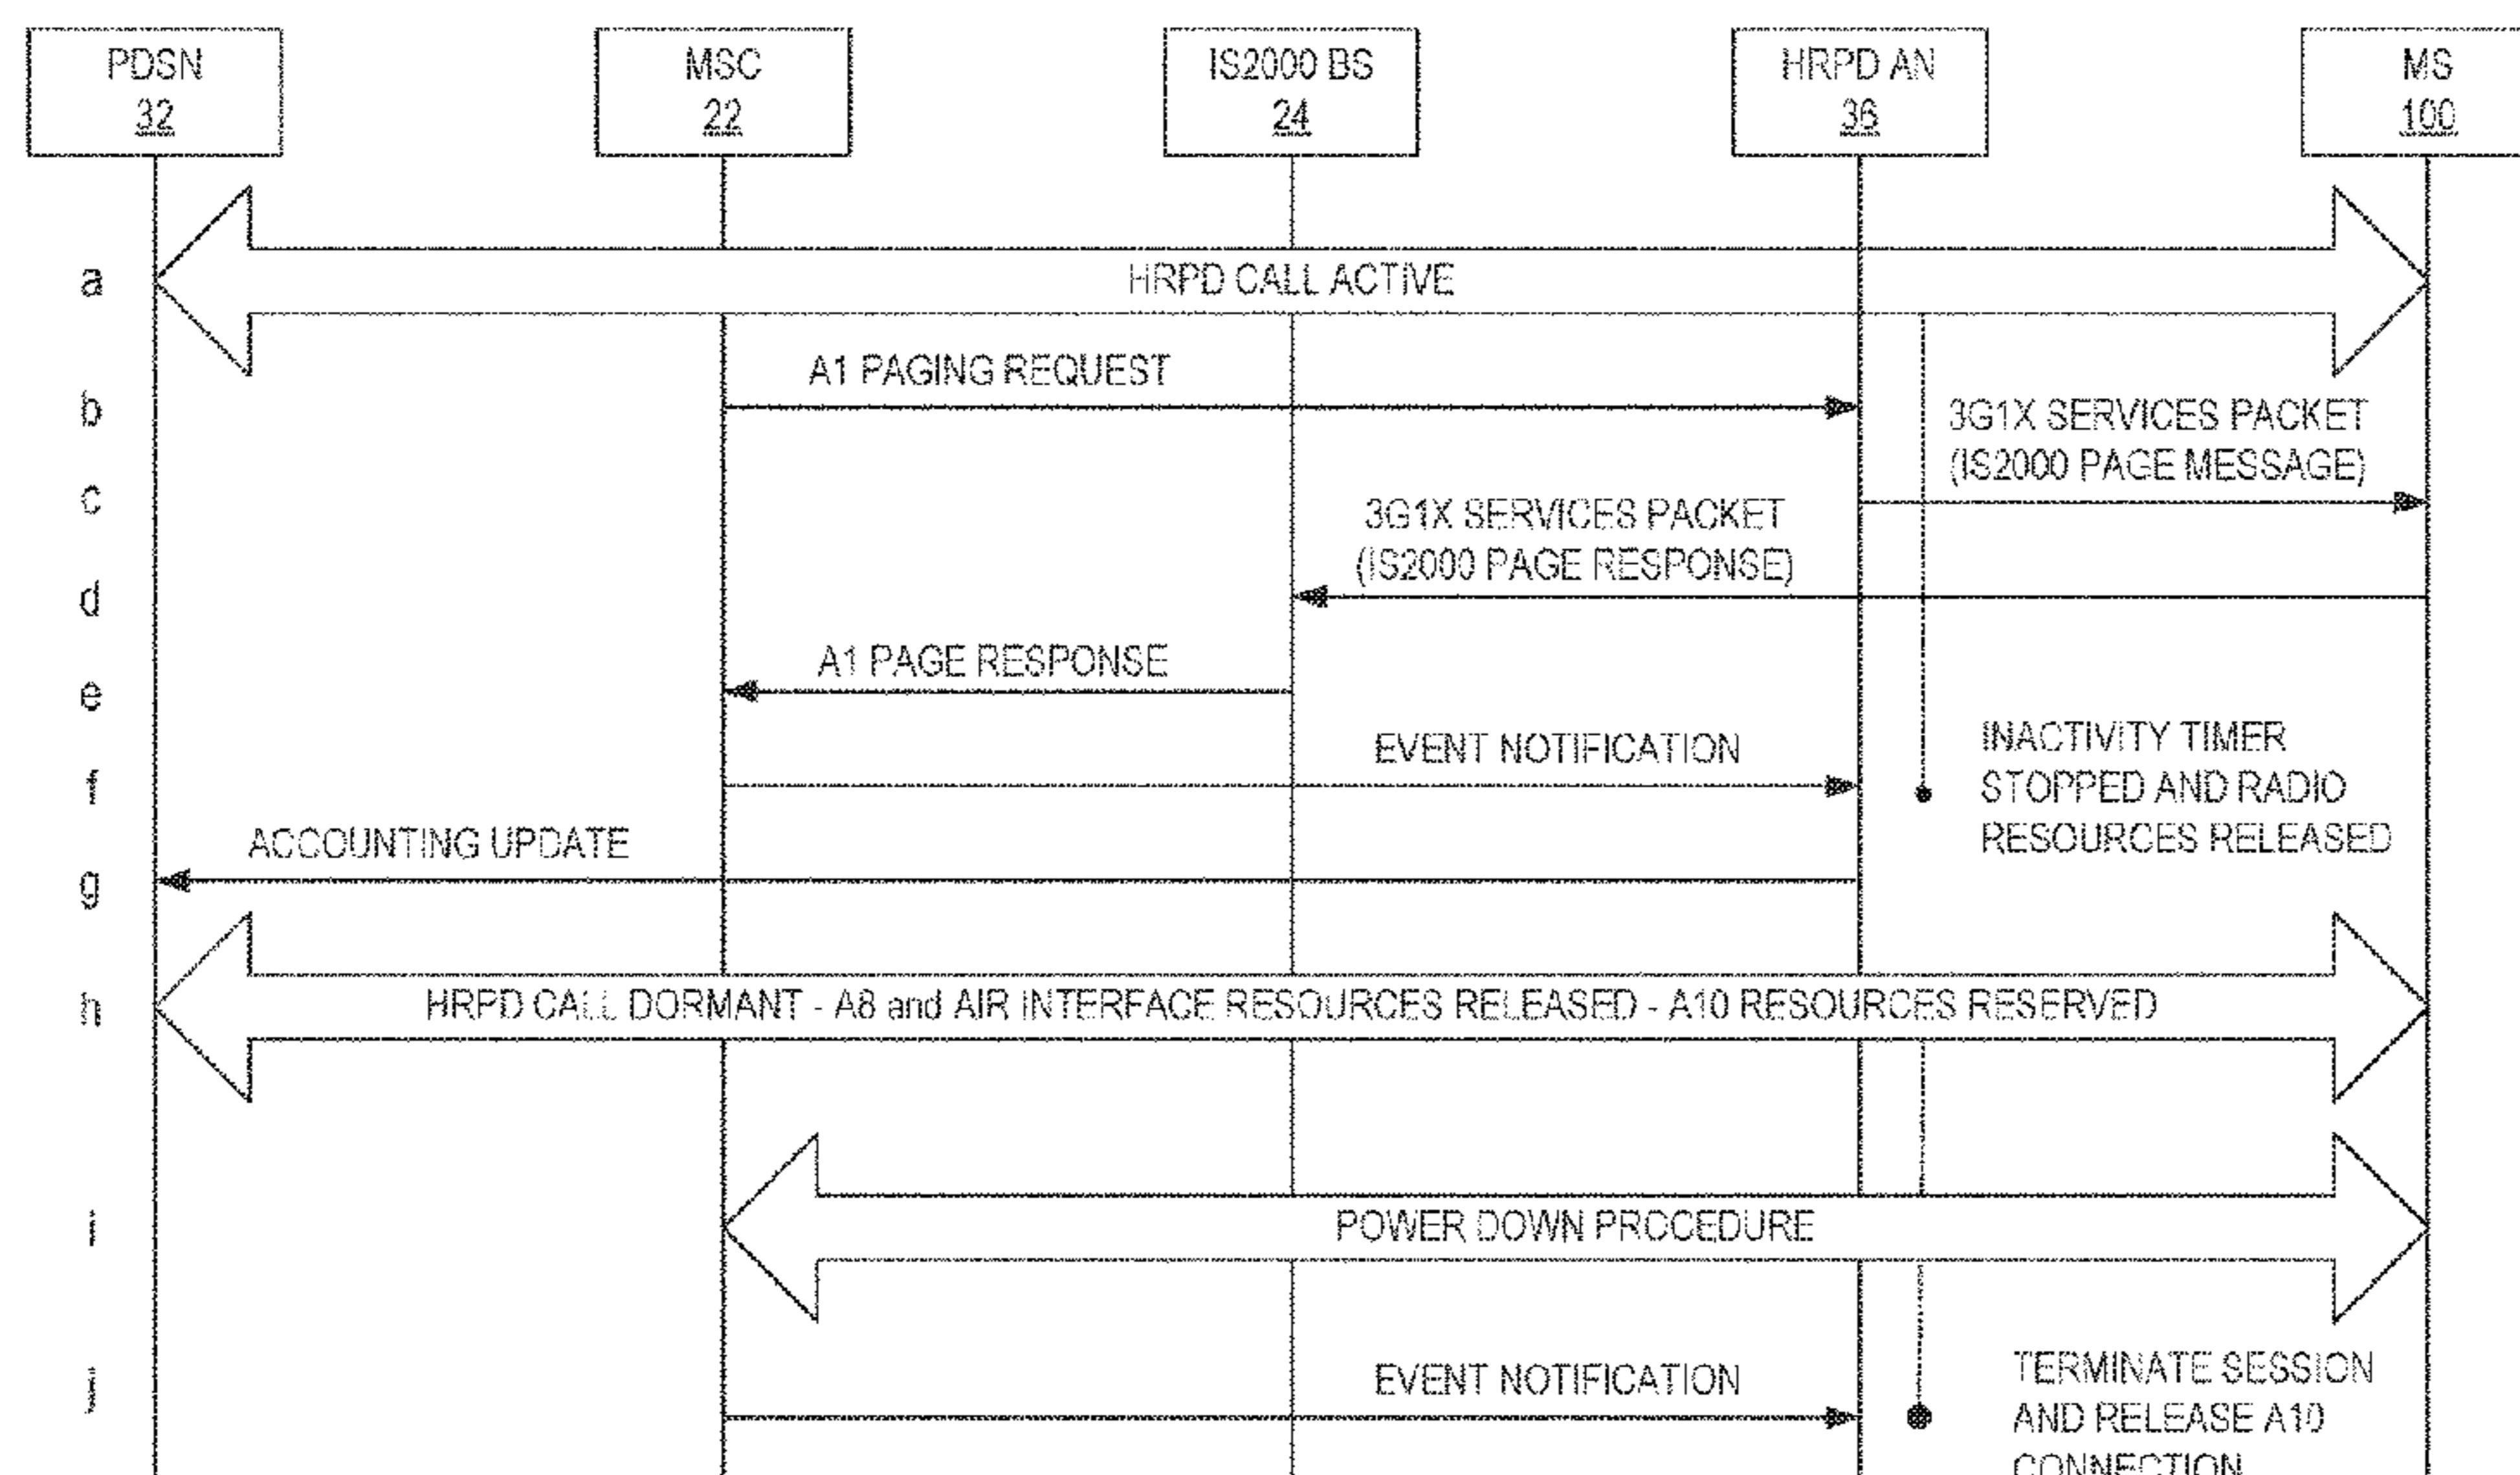 PDSN
32
MSC
22
IS2000 BS
24
HRPD AN
36
MS
100
a
HRPD CALL ACTIVE
A1 PAGING REQUEST
b
3G1X SERVICES PACKET
(IS2000 PAGE MESSAGE)
c
3G1X SERVICES PACKET
(IS2000 PAGE RESPONSE)
d
A1 PAGE RESPONSE
e
EVENT NOTIFICATION
f
INACTIVITY TIMER
STOPPED AND RADIO
RESOURCES RELEASED
ACCOUNTING UPDATE
g
h
HRPD CALL DORMANT - A8 and AIR INTERFACE RESOURCES RELEASED - A10 RESOURCES RESERVED
i
POWER DOWN PROCEDURE
j
EVENT NOTIFICATION
TERMINATE SESSION
AND RELEASE A10
CONNECTION